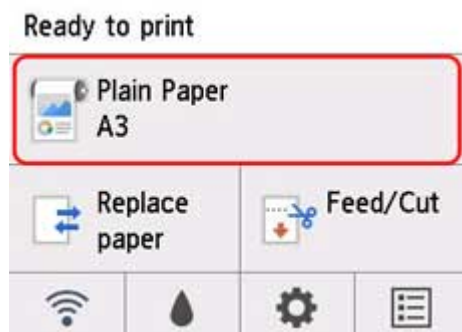 Ready to print
Plain Paper
A3
Replace
paper
Feed/Cut